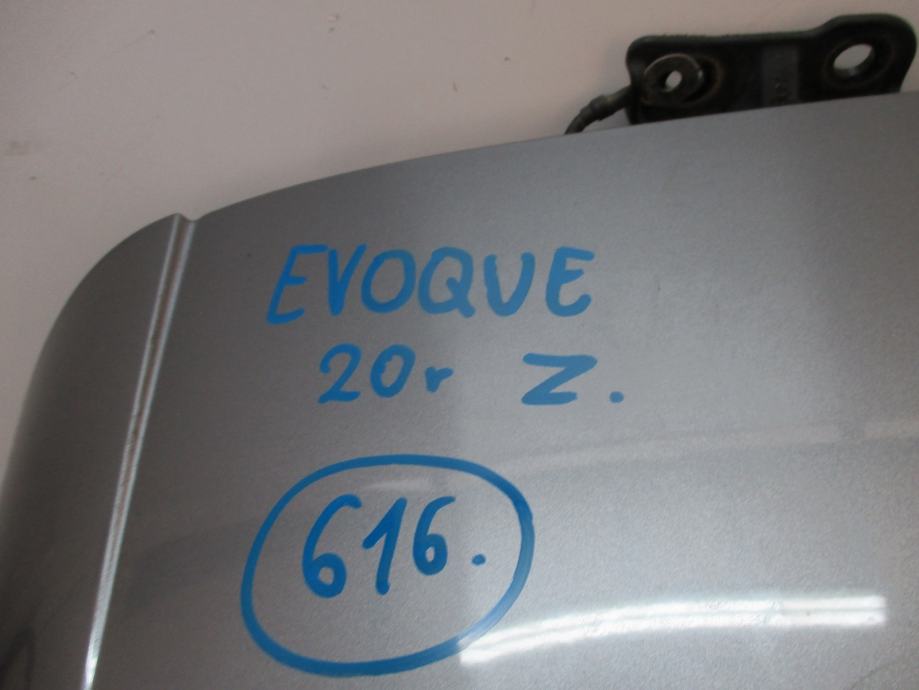 EVOQUE
20r Z.
616.